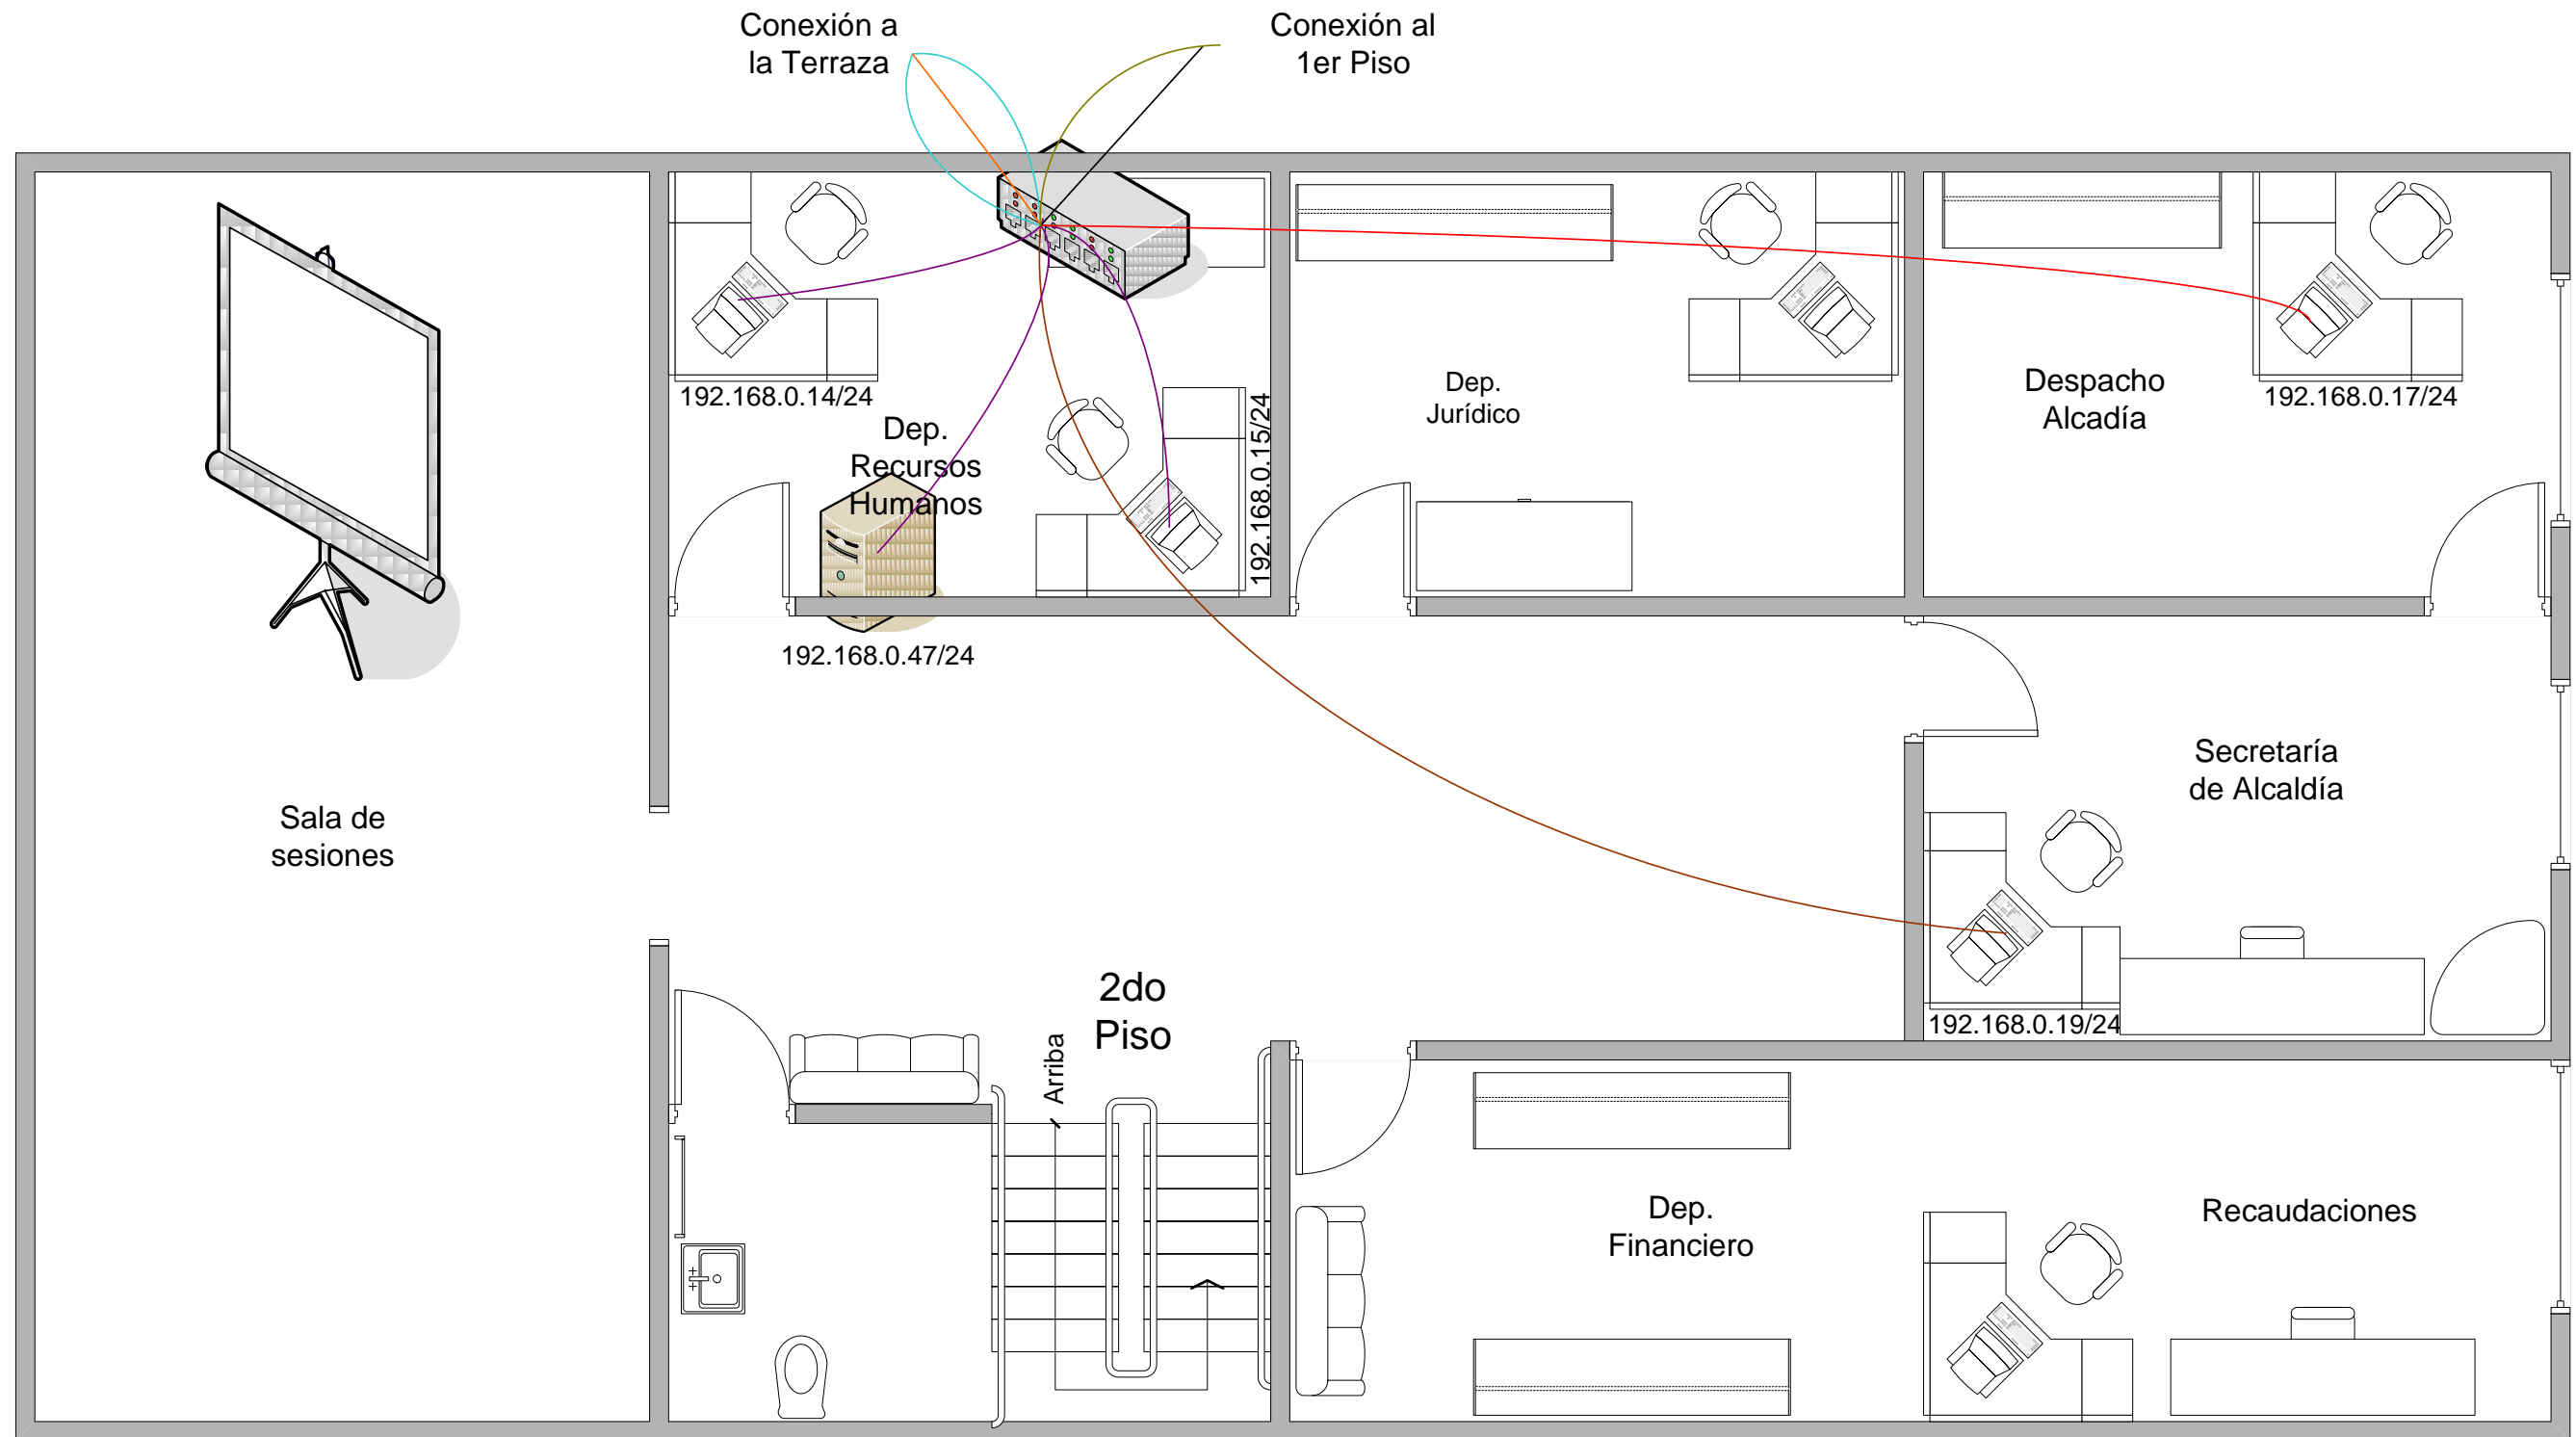 Conexión a
la Terraza
Conexión al
1er Piso
192.168.0.14/24
Dep.
Recursos
Humanos
192.168.0.15/24
192.168.0.47/24
Dep.
Jurídico
Despacho
Alcadía
192.168.0.17/24
Secretaría
de Alcaldía
192.168.0.19/24
Sala de
sesiones
2do
Piso
Arriba
Dep.
Financiero
Recaudaciones